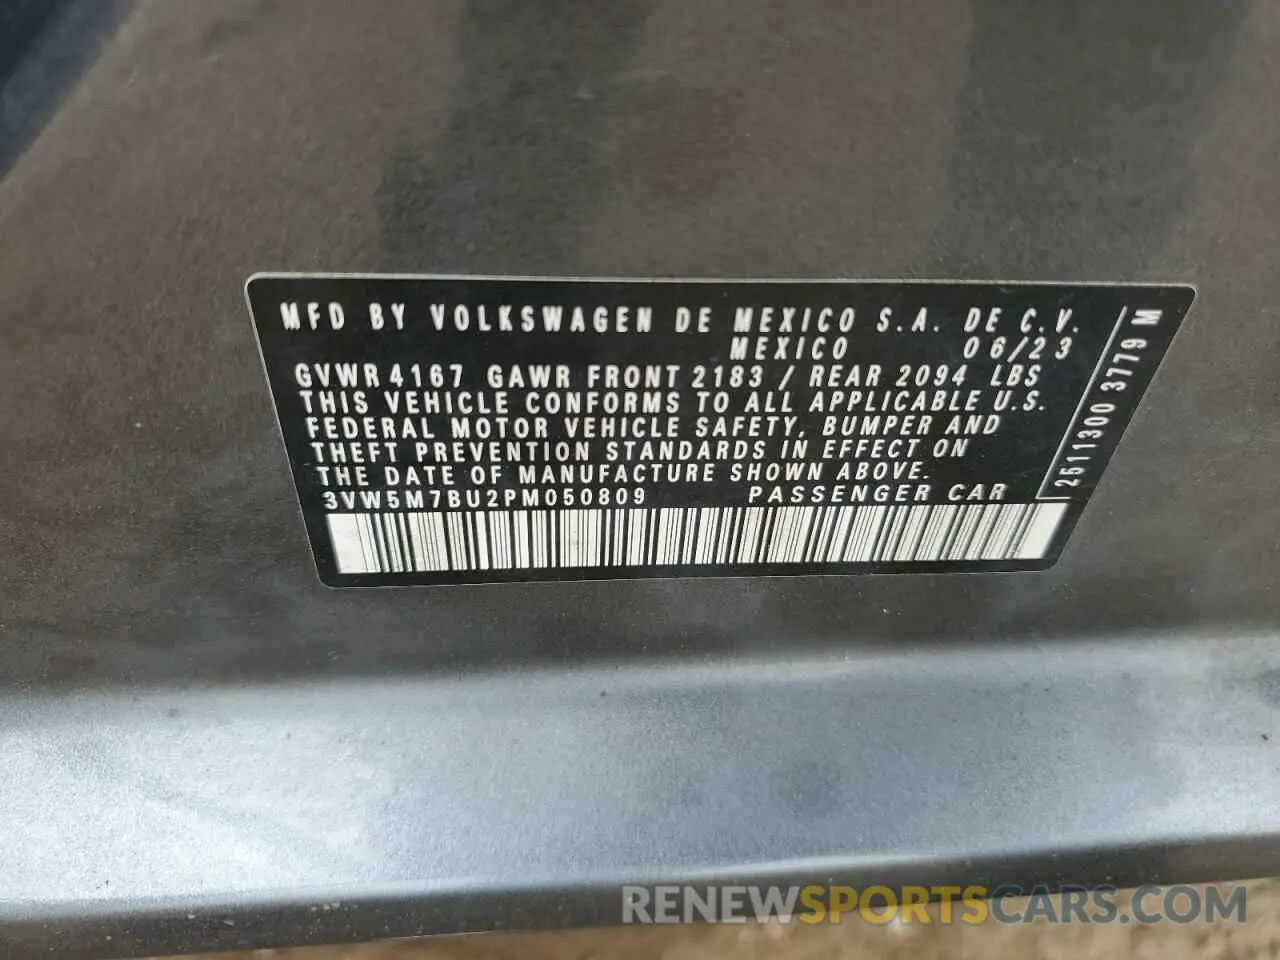 MFD BY VOLKSWAGEN DE MEXICO S.A. DE C.V.
MEXICO 06/23
GVWR 4167 GAWR FRONT 2183 / REAR 2094 LBS
THIS VEHICLE CONFORMS TO ALL APPLICABLE U.S.
FEDERAL MOTOR VEHICLE SAFETY, BUMPER AND
THEFT PREVENTION STANDARDS IN EFFECT ON
THE DATE OF MANUFACTURE SHOWN ABOVE.
3VW5M7BU2PM050809 PASSENGER CAR
2511300 3779 M
RENEWSPORTSCARS.COM